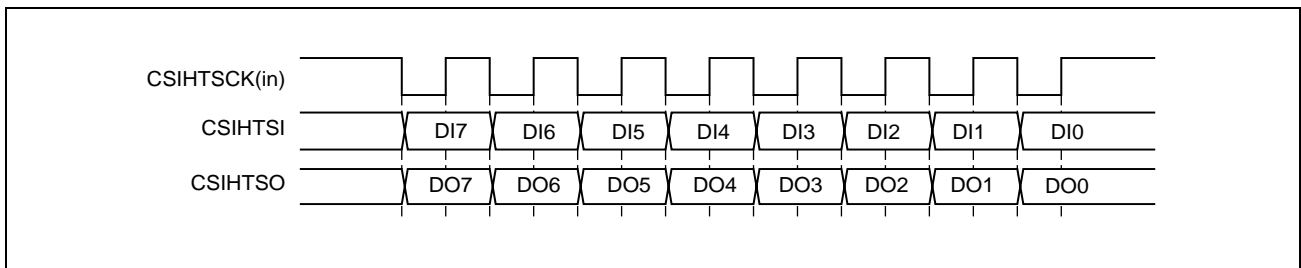 CSIHTSCK(in)
CSIHTSI DI7 DI6 DI5 DI4 DI3 DI2 DI1 DI0
CSIHTSO DO7 DO6 DO5 DO4 DO3 DO2 DO1 DO0